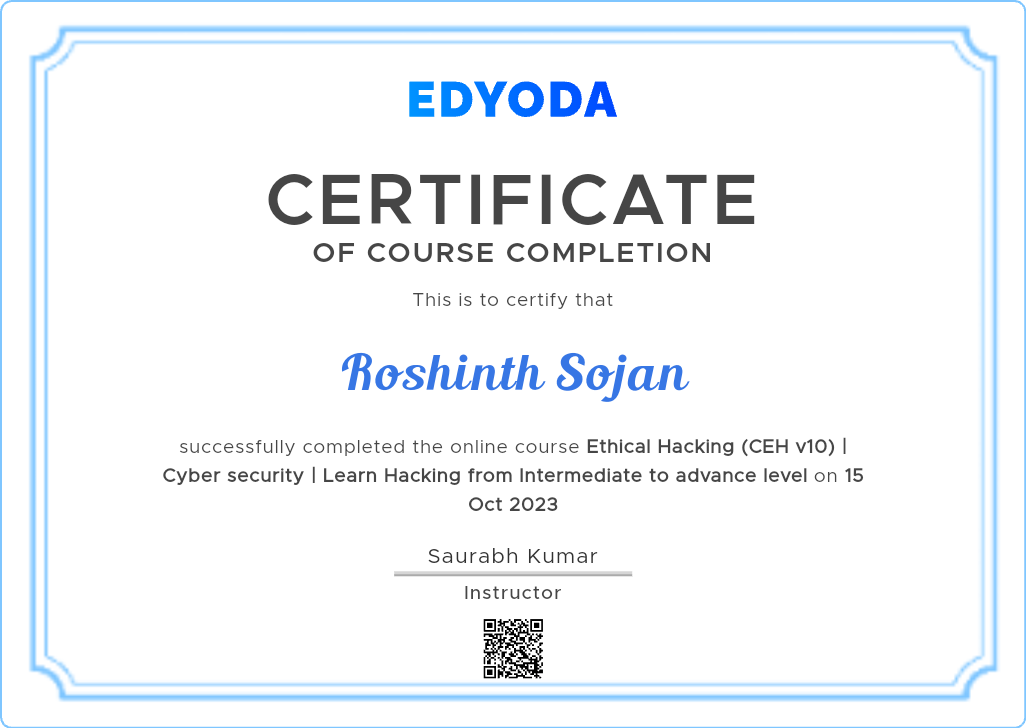 EDYODA
CERTIFICATE
OF COURSE COMPLETION
This is to certify that
Roshinth Sojan
successfully completed the online course Ethical Hacking (CEH v10) |
Cyber security | Learn Hacking from Intermediate to advance level on 15
Oct 2023
Saurabh Kumar
Instructor